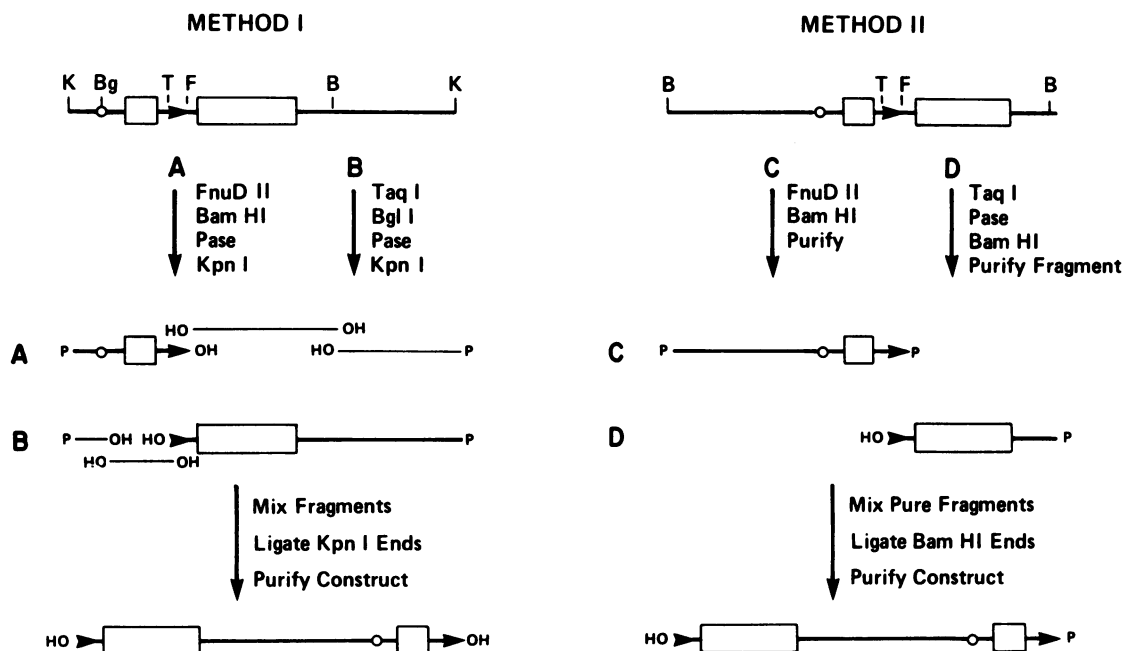 METHOD I
METHOD II
K Bg T F B K
B T F B
A
FnuD II
Bam HI
Pase
Kpn I
B
Taq I
Bgl I
Pase
Kpn I
C
FnuD II
Bam HI
Purify
D
Taq I
Pase
Bam HI
Purify Fragment
HO OH
A P OH HO P
C P P
B P OH HO P
HO OH
D HO P
Mix Fragments
Ligate Kpn I Ends
Purify Construct
Mix Pure Fragments
Ligate Bam HI Ends
Purify Construct
HO OH
HO P